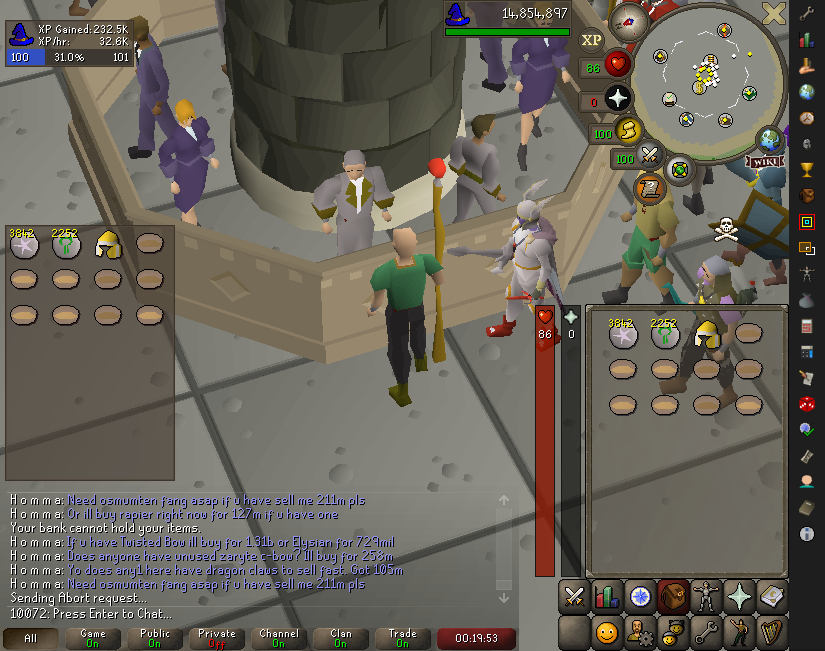 XP Gained: 232.5K
XP/hr: 32.6K
100 31.0% 101
14,854,897
XP
86
0
100
100
WIKI
3842 2252
3842 2252
86 0
H o m m a: Need osmumten fang asap if u have sell me 211m pls
H o m m a: Or ill buy rapier right now for 127m if u have one
Your bank cannot hold your items.
H o m m a: If u have Twisted Bow ill buy for 1.31b or Elysian for 729mil
H o m m a: Does anyone have unused zaryte c-bow? Ill buy for 258m
H o m m a: Yo does any1 here have dragon claws to sell fast. Got 105m
H o m m a: Need osmumten fang asap if u have sell me 211m pls
Sending Abort request...
10072: Press Enter to Chat...
All Game Public Private Channel Clan Trade 00:19:53
On On Off On On On